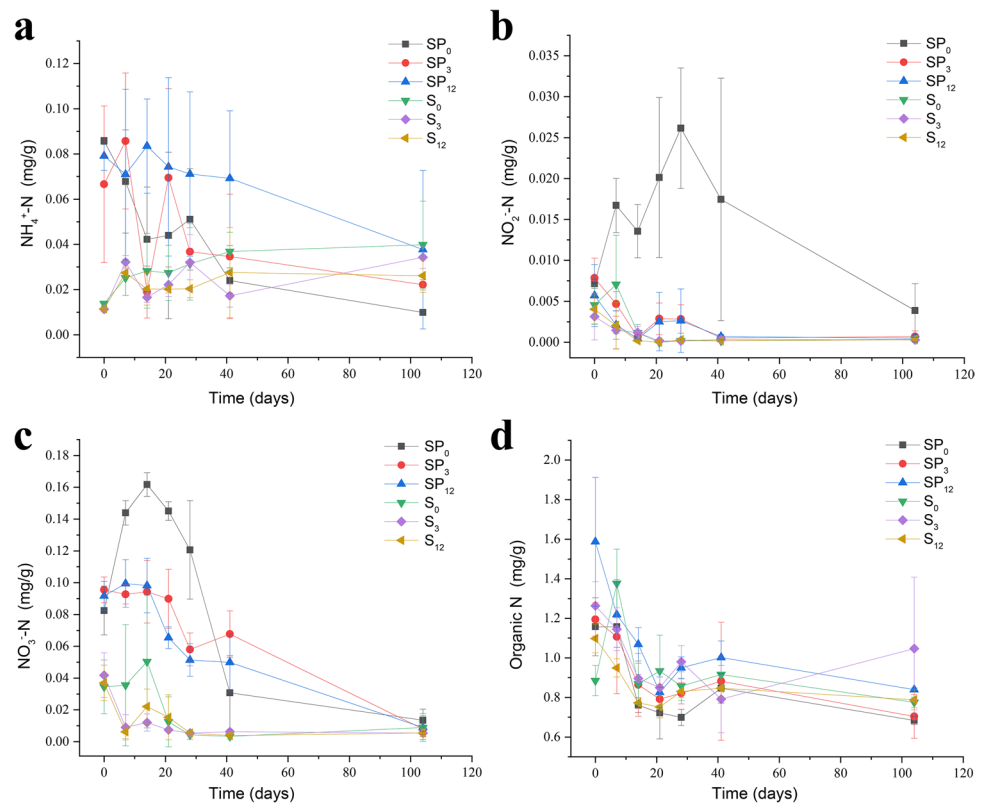 a
NH₄⁺-N (mg/g)
0.12
0.10
0.08
0.06
0.04
0.02
0.00
0 20 40 60 80 100 120
Time (days)
SP₀
SP₃
SP₁₂
S₀
S₃
S₁₂
b
NO₂⁻-N (mg/g)
0.035
0.030
0.025
0.020
0.015
0.010
0.005
0.000
0 20 40 60 80 100 120
Time (days)
SP₀
SP₃
SP₁₂
S₀
S₃
S₁₂
c
NO₃⁻-N (mg/g)
0.18
0.16
0.14
0.12
0.10
0.08
0.06
0.04
0.02
0.00
0 20 40 60 80 100 120
Time (days)
SP₀
SP₃
SP₁₂
S₀
S₃
S₁₂
d
Organic N (mg/g)
2.0
1.8
1.6
1.4
1.2
1.0
0.8
0.6
0 20 40 60 80 100 120
Time (days)
SP₀
SP₃
SP₁₂
S₀
S₃
S₁₂